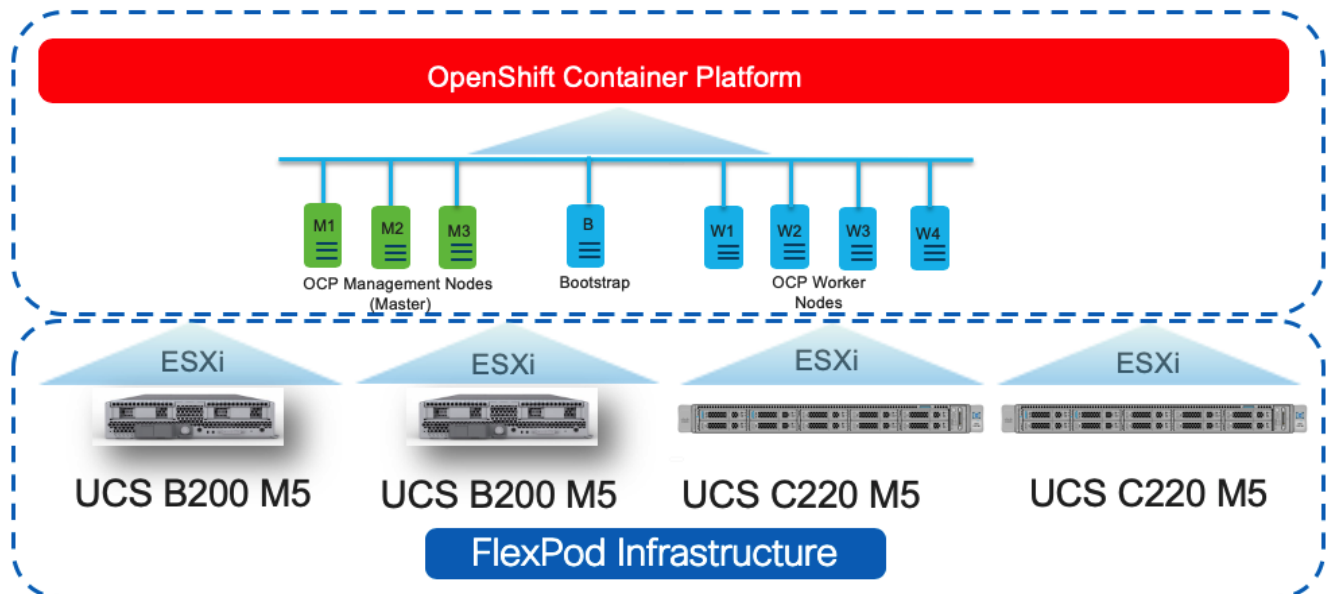 OpenShift Container Platform
M1
M2
M3
B
W1
W2
W3
W4
OCP Management Nodes
(Master)
Bootstrap
OCP Worker
Nodes
ESXi
ESXi
ESXi
ESXi
UCS B200 M5
UCS B200 M5
UCS C220 M5
UCS C220 M5
FlexPod Infrastructure